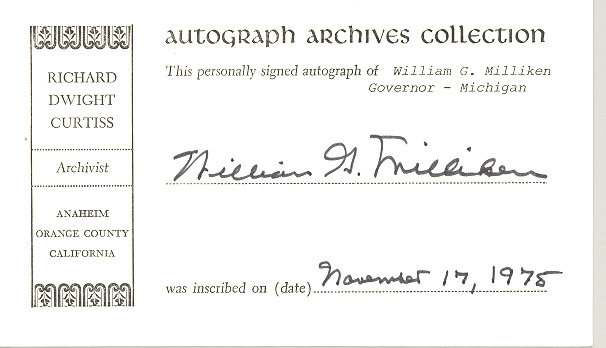 RICHARD
DWIGHT
CURTISS
Archivist
ANAHEIM
ORANGE COUNTY
CALIFORNIA
AUTOGRAPH ARCHIVES COLLECTION
This personally signed autograph of William G. Milliken
Governor - Michigan
William G. Milliken
was inscribed on (date) November 17, 1975